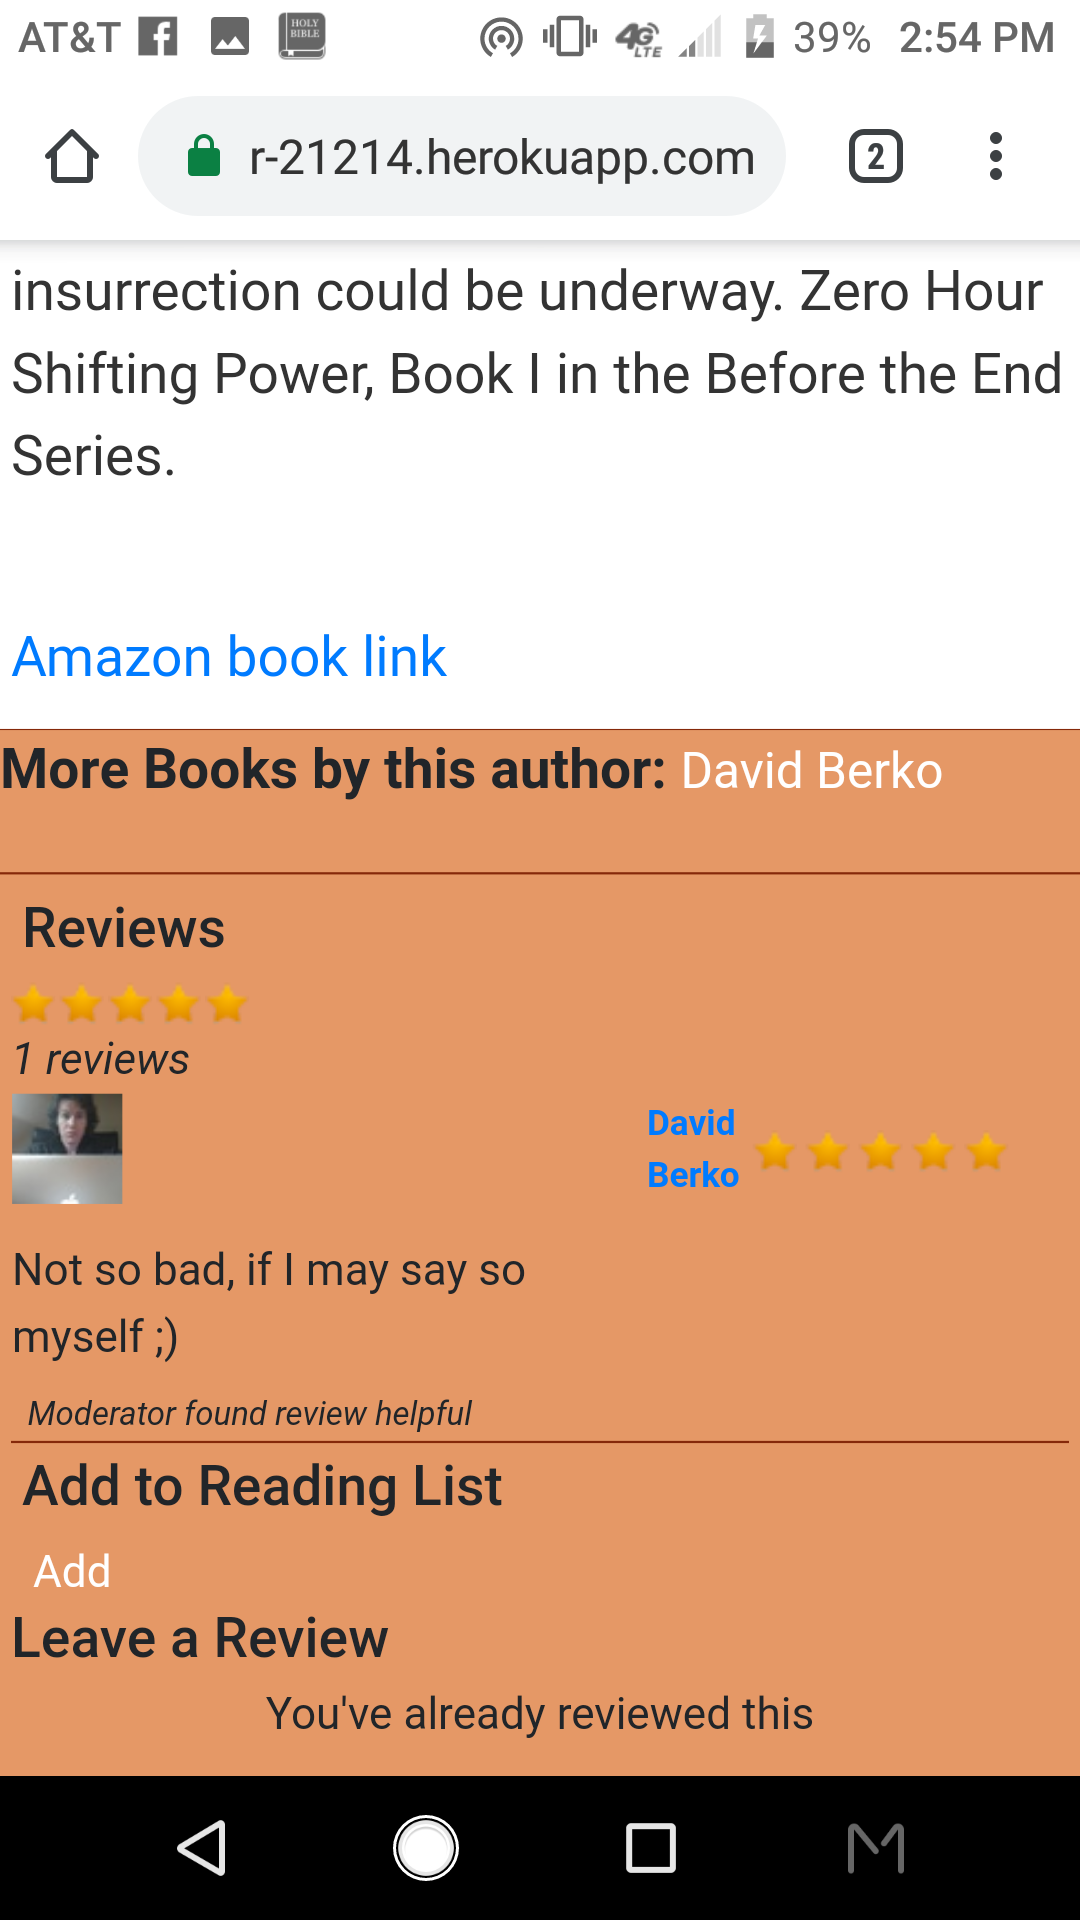 AT&T HOLY BIBLE 4G LTE 39% 2:54 PM
r-21214.herokuapp.com 2
insurrection could be underway. Zero Hour
Shifting Power, Book I in the Before the End
Series.
Amazon book link
More Books by this author: David Berko
Reviews
1 reviews
David
Berko
Not so bad, if I may say so
myself ;)
Moderator found review helpful
Add to Reading List
Add
Leave a Review
You've already reviewed this